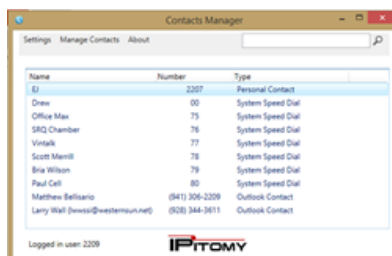 Contacts Manager
Settings Manage Contacts About
Name Number Type
EJ 2207 Personal Contact
Drew 00 System Speed Dial
Office Max 75 System Speed Dial
SRQ Chamber 76 System Speed Dial
Vintalk 77 System Speed Dial
Scott Merrill 78 System Speed Dial
Bria Wilson 79 System Speed Dial
Paul Cell 80 System Speed Dial
Matthew Bellisario (941) 306-2209 Outlook Contact
Larry Wall (lwwssi@westernsun.net) (928) 344-3611 Outlook Contact
Logged in user: 2209 IPITOMY